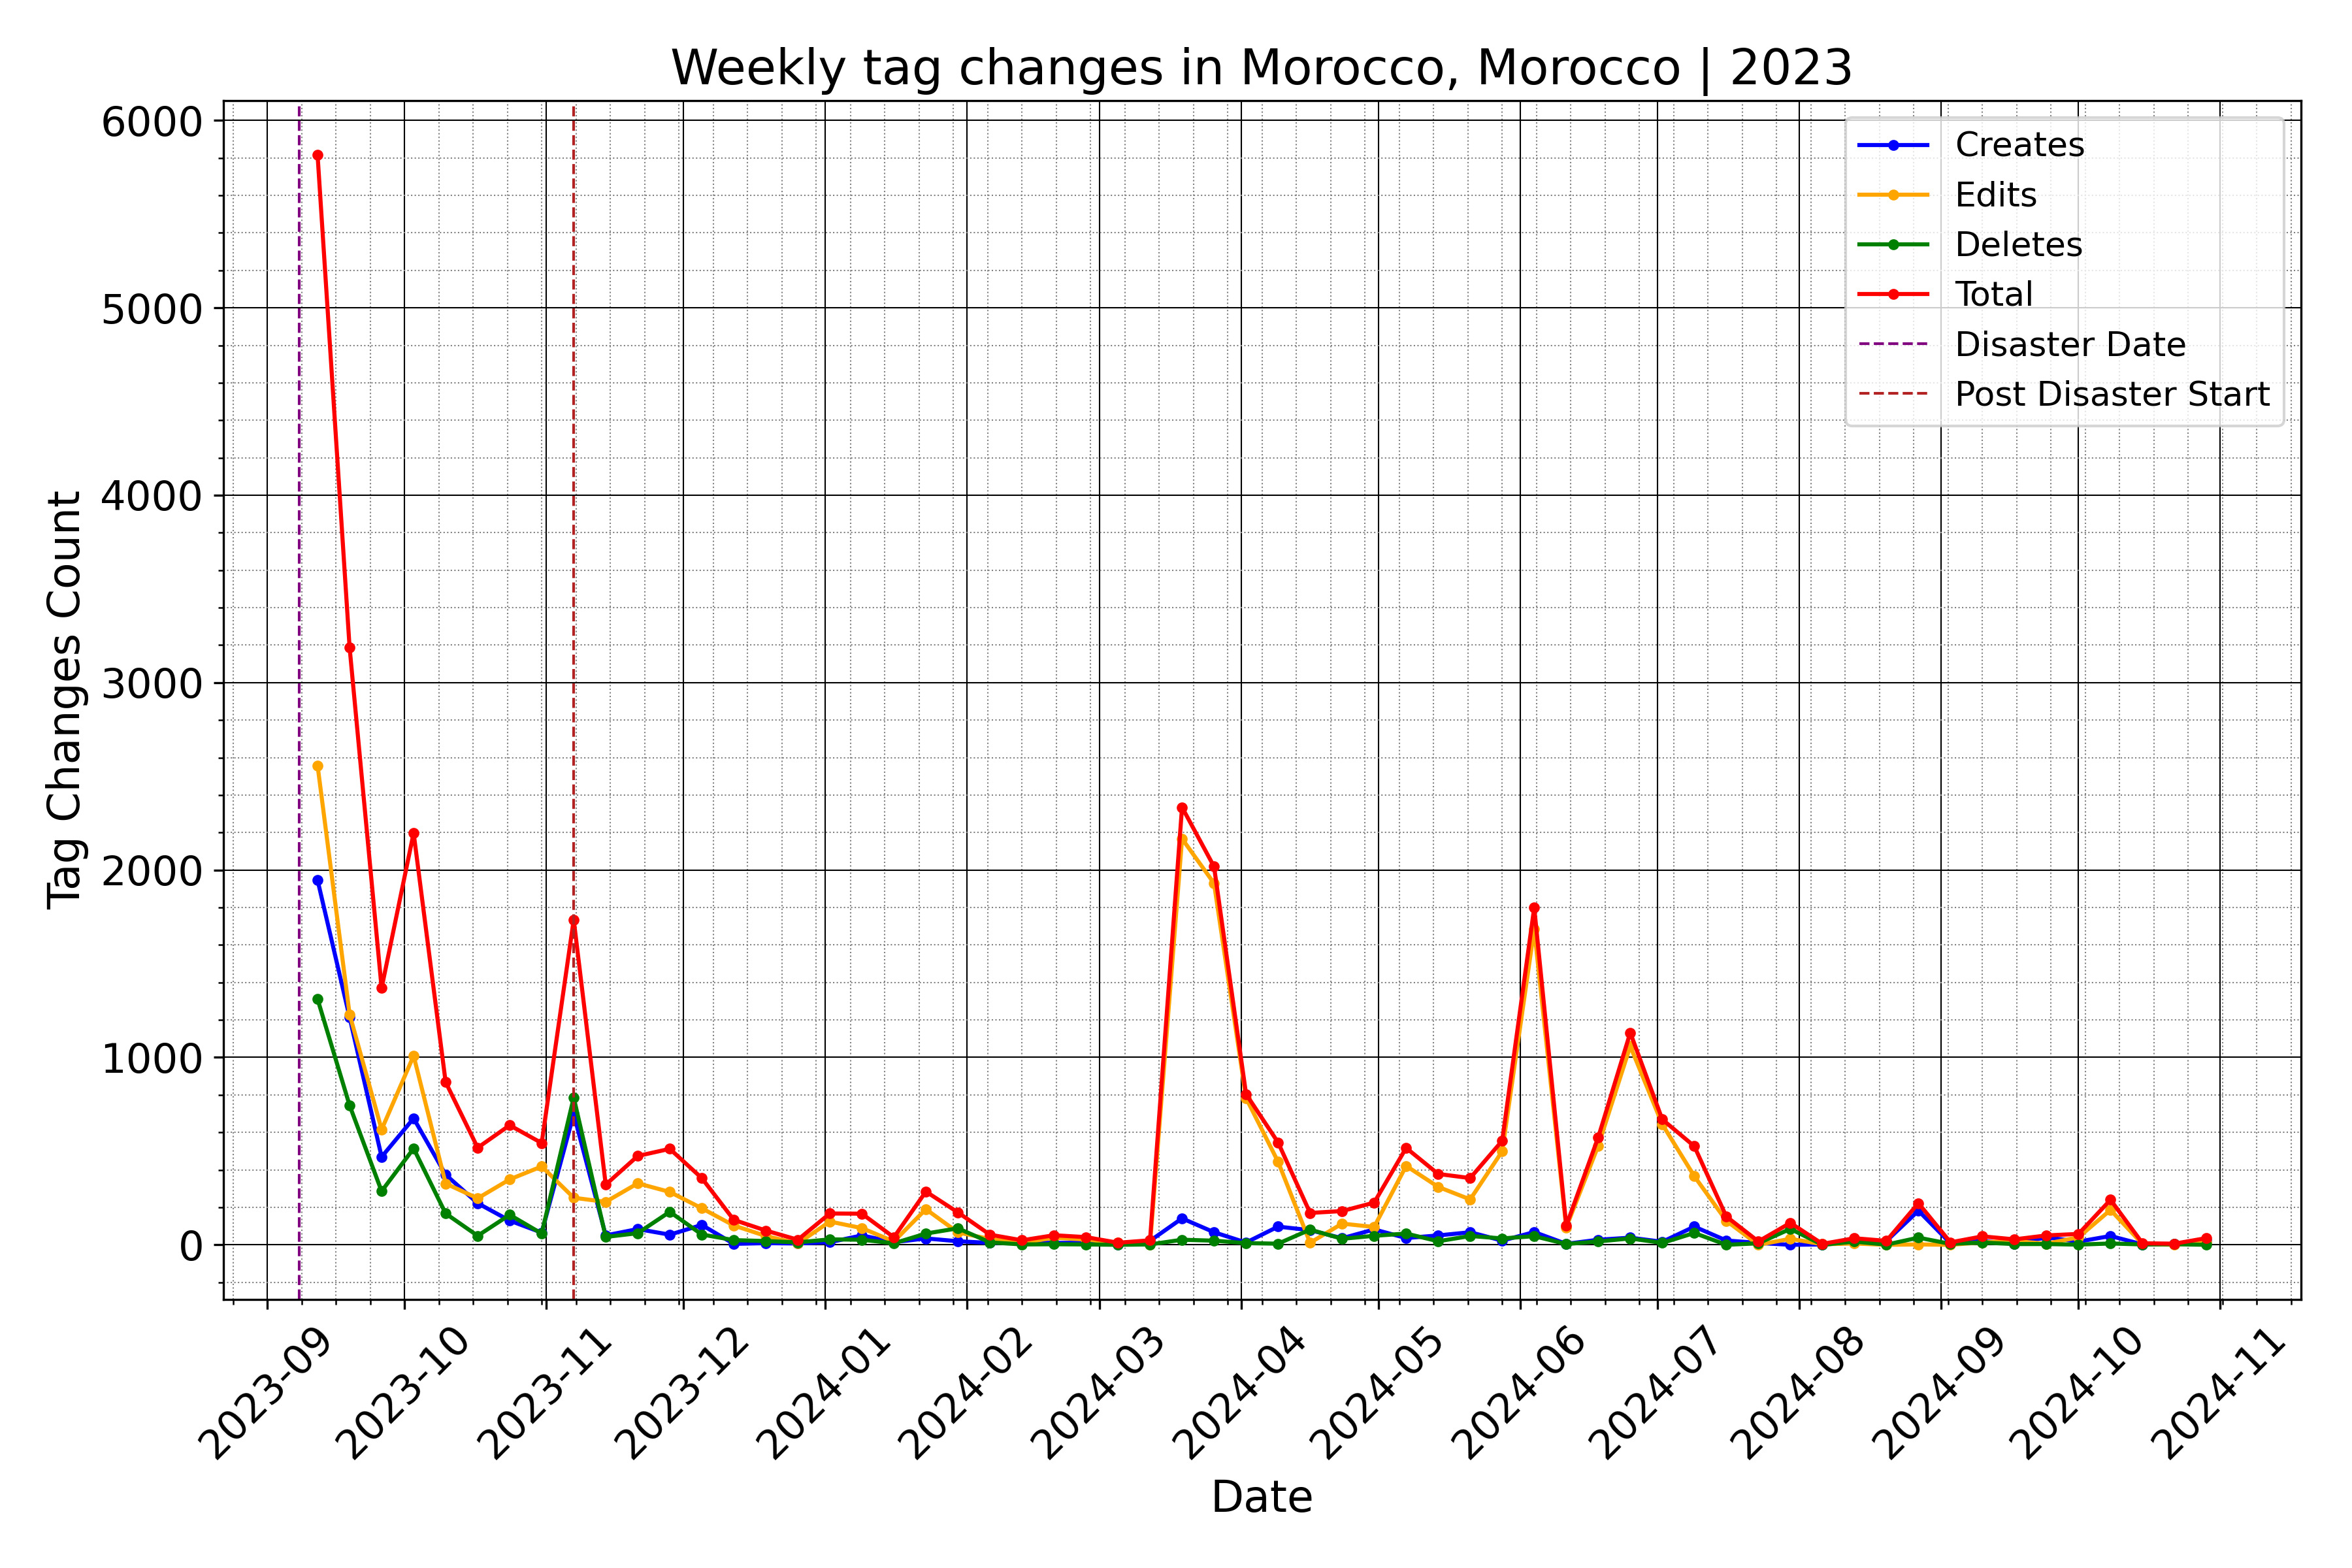 Weekly tag changes in Morocco, Morocco | 2023
6000
5000
4000
3000
2000
1000
0
Tag Changes Count
Creates
Edits
Deletes
Total
Disaster Date
Post Disaster Start
2023-09
2023-10
2023-11
2023-12
2024-01
2024-02
2024-03
2024-04
2024-05
2024-06
2024-07
2024-08
2024-09
2024-10
2024-11
Date